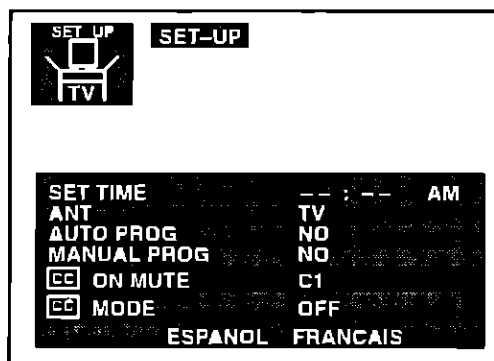 SET UP
TV
SET–UP
SET TIME – – : – – AM
ANT TV
AUTO PROG NO
MANUAL PROG NO
CC ON MUTE C1
CC MODE OFF
ESPANOL FRANCAIS